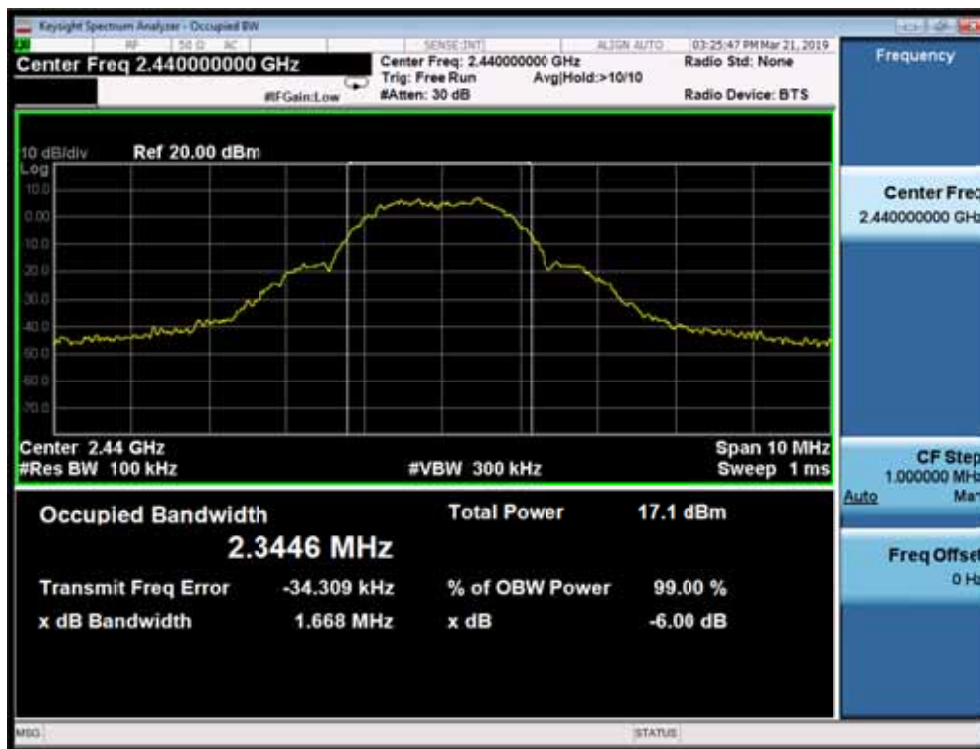 Keysight Spectrum Analyzer - Occupied BW
RF 50 Ω AC SENSE:INT ALIGN AUTO 03:25:47 PM Mar 21, 2019
Center Freq 2.440000000 GHz
Center Freq: 2.440000000 GHz Radio Std: None
Trig: Free Run Avg|Hold:>10/10
#IFGain:Low #Atten: 30 dB Radio Device: BTS
10 dB/div Ref 20.00 dBm
Log
10.0
0.00
-10.0
-20.0
-30.0
-40.0
-50.0
-60.0
-70.0
Center 2.44 GHz Span 10 MHz
#Res BW 100 kHz #VBW 300 kHz Sweep 1 ms
Occupied Bandwidth Total Power 17.1 dBm
2.3446 MHz
Transmit Freq Error -34.309 kHz % of OBW Power 99.00 %
x dB Bandwidth 1.668 MHz x dB -6.00 dB
MSG STATUS
Frequency
Center Freq
2.440000000 GHz
CF Step
1.000000 MHz
Auto Man
Freq Offset
0 Hz